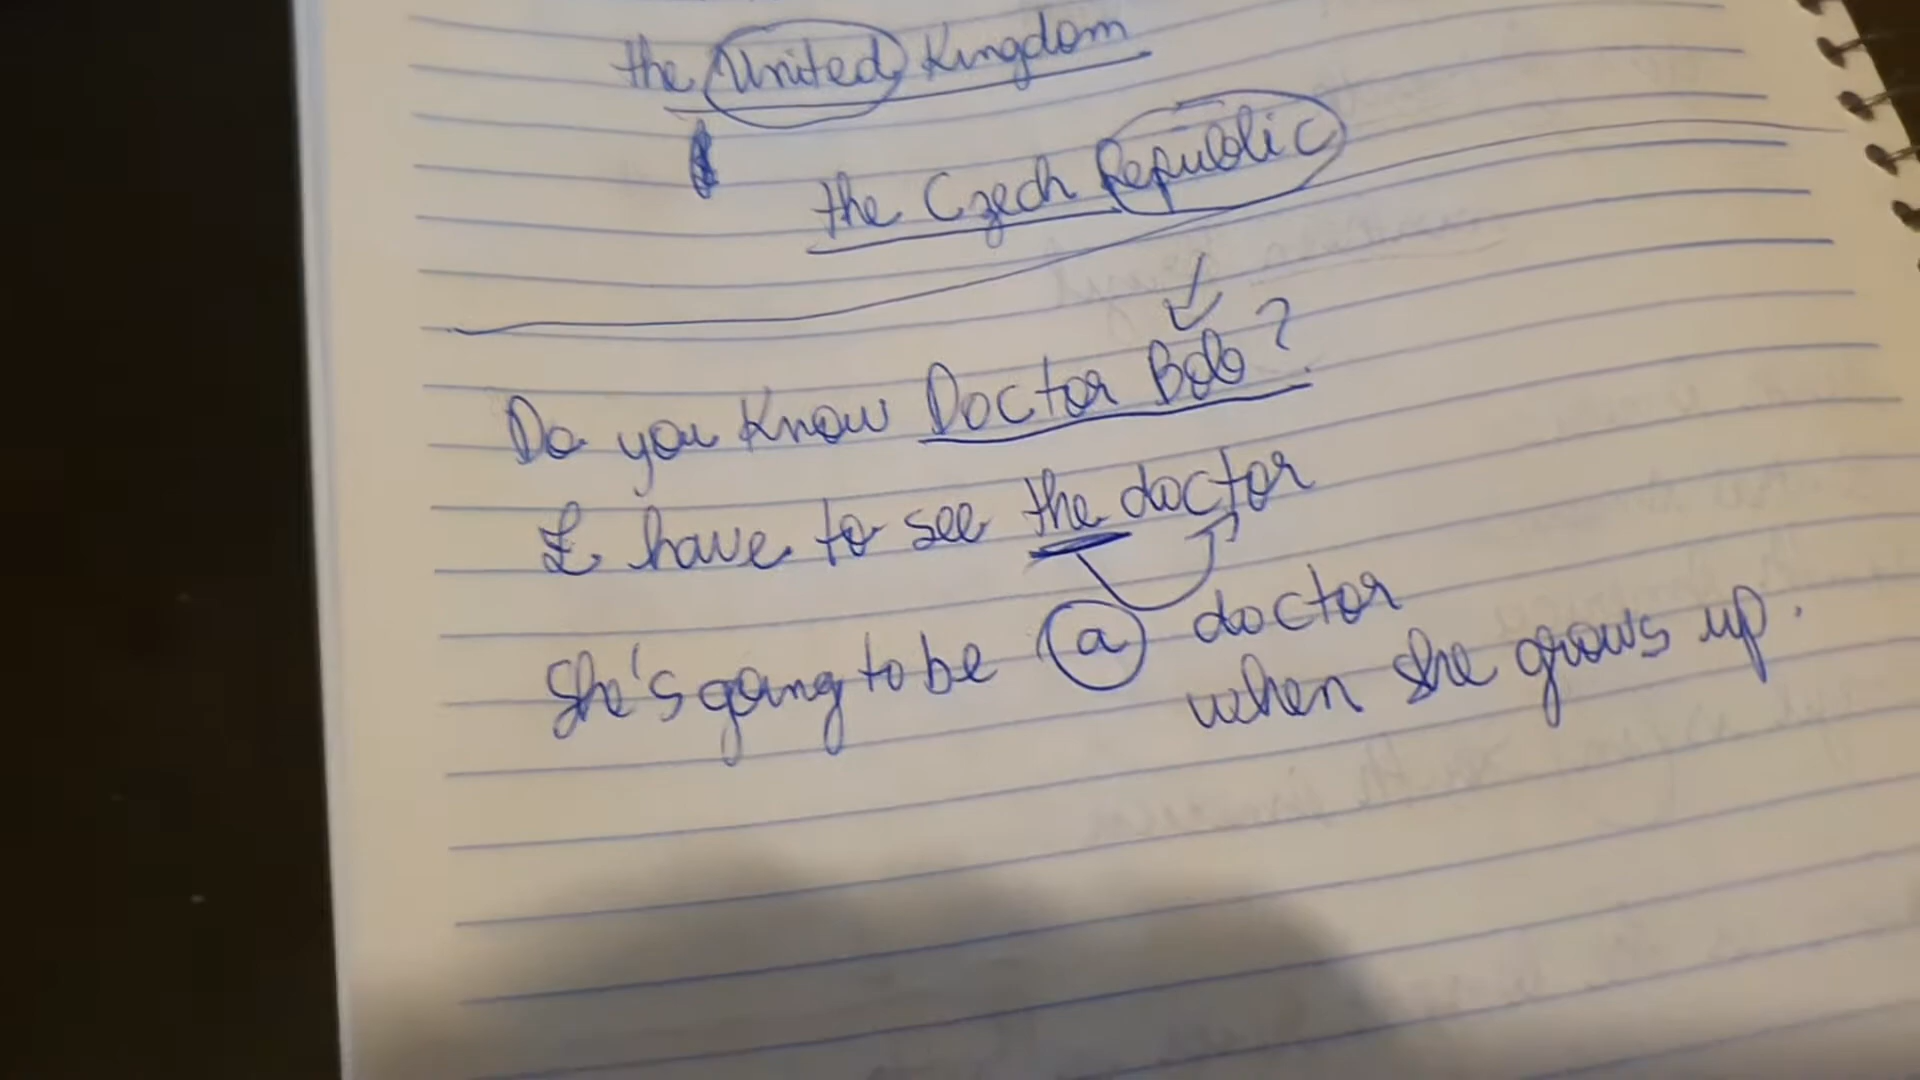 the United Kingdom
the Czech Republic
Do you know Doctor Bob?
I have to see the doctor
She's going to be a doctor
when she grows up.